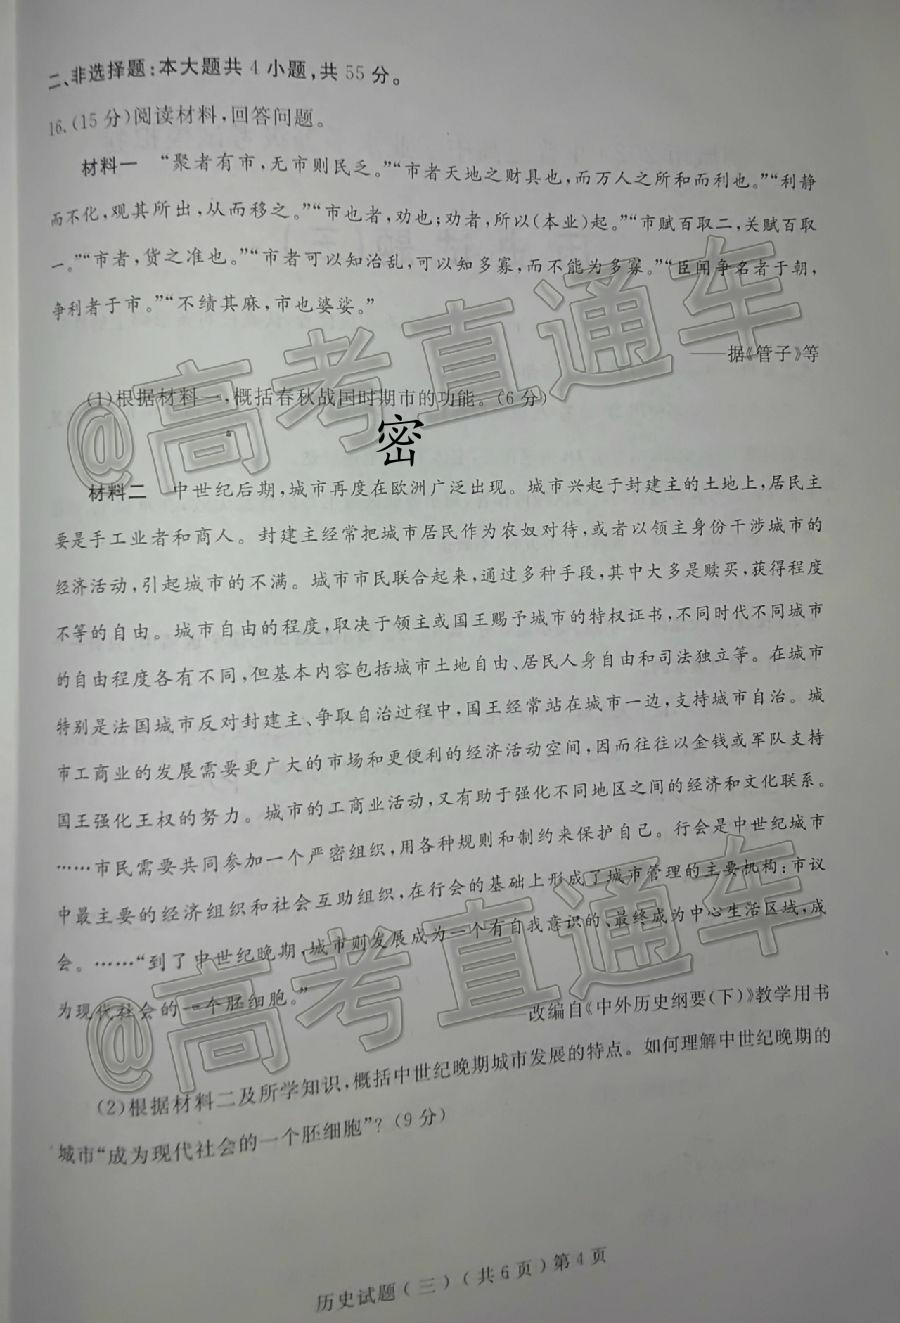 二、非选择题:本大题共4小题,共55分。
16.(15分)阅读材料,回答问题。
材料一 “聚者有市,无市则民乏。”“市者天地之财具也,而万人之所和而利也。”“利静
而不化,观其所出,从而移之。”“市也者,劝也;劝者,所以(本业)起。”“市赋百取二,关赋百取
一。”“市者,货之准也。”“市者可以知治乱,可以知多寡,而不能为多寡。”“臣闻争名者于朝,
争利者于市。”“不绩其麻,市也婆娑。”
——据《管子》等
(1)根据材料一,概括春秋战国时期市的功能。(6分)
密
材料二 中世纪后期,城市再度在欧洲广泛出现。城市兴起于封建主的土地上,居民主
要是手工业者和商人。封建主经常把城市居民作为农奴对待,或者以领主身份干涉城市的
经济活动,引起城市的不满。城市市民联合起来,通过多种手段,其中大多是赎买,获得程度
不等的自由。城市自由的程度,取决于领主或国王赐予城市的特权证书,不同时代不同城市
的自由程度各有不同,但基本内容包括城市土地自由、居民人身自由和司法独立等。在城市
特别是法国城市反对封建主、争取自治过程中,国王经常站在城市一边,支持城市自治。城
市工商业的发展需要更广大的市场和更便利的经济活动空间,因而往往以金钱或军队支持
国王强化王权的努力。城市的工商业活动,又有助于强化不同地区之间的经济和文化联系。
……市民需要共同参加一个严密组织,用各种规则和制约来保护自己。行会是中世纪城市
中最主要的经济组织和社会互助组织,在行会的基础上形成了城市管理的主要机构:市议
会。……“到了中世纪晚期,城市则发展成为一个有自我意识的、最终成为中心生活区域,成
为现代社会的一个胚细胞。”
改编自《中外历史纲要(下)》教学用书
(2)根据材料二及所学知识,概括中世纪晚期城市发展的特点。如何理解中世纪晚期的
城市“成为现代社会的一个胚细胞”?(9分)
历史试题(三)(共6页)第4页
@高考直通车
@高考直通车